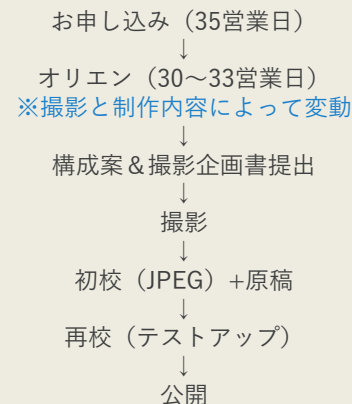 お申し込み（35営業日）
↓
オリエン（30～33営業日）
※撮影と制作内容によって変動
↓
構成案＆撮影企画書提出
↓
撮影
↓
初校（JPEG）+原稿
↓
再校（テストアップ）
↓
公開